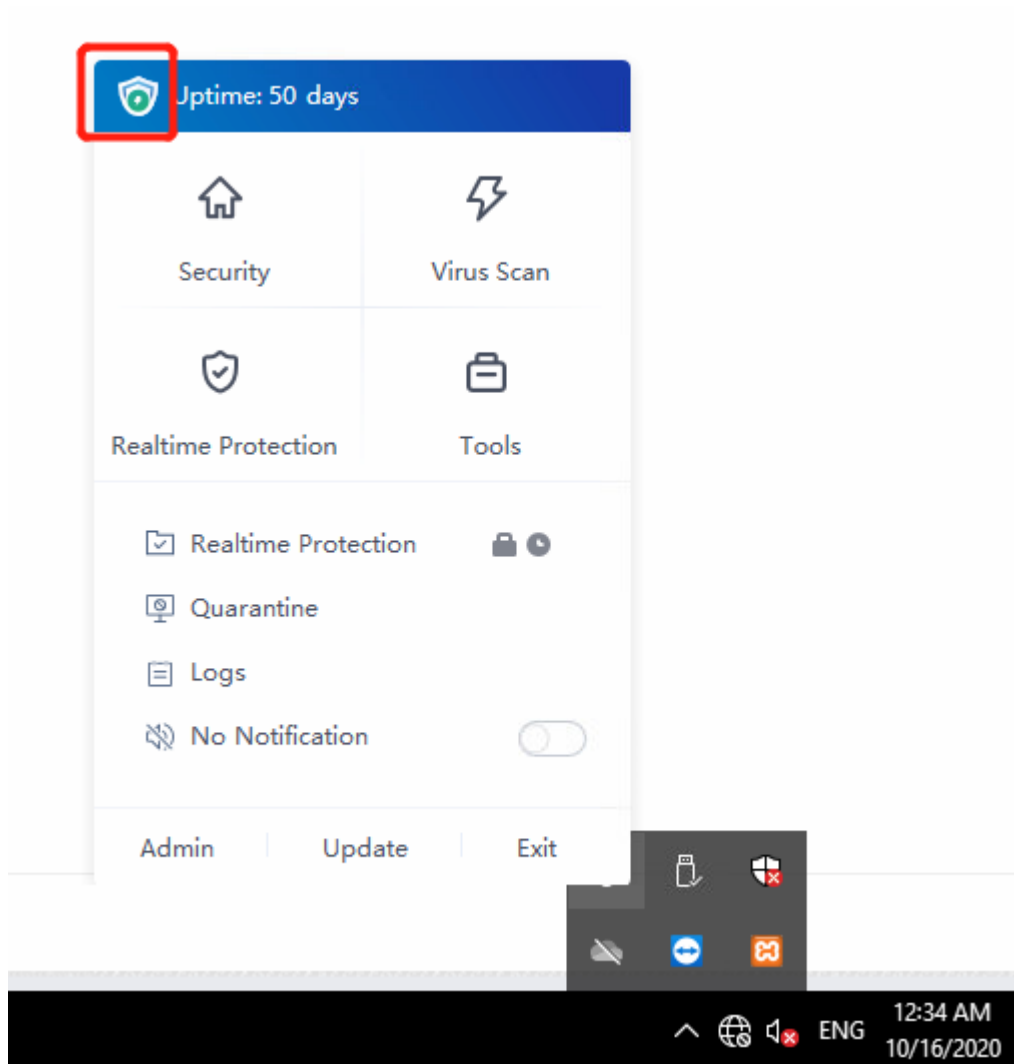 Uptime: 50 days
Security
Virus Scan
Realtime Protection
Tools
Realtime Protection
Quarantine
Logs
No Notification
Admin
Update
Exit
ENG
12:34 AM
10/16/2020